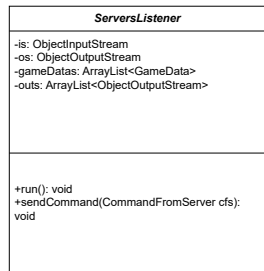 ServersListener
-is: ObjectInputStream
-os: ObjectOutputStream
-gameDatas: ArrayList<GameData>
-outs: ArrayList<ObjectOutputStream>
+run(): void
+sendCommand(CommandFromServer cfs):
void